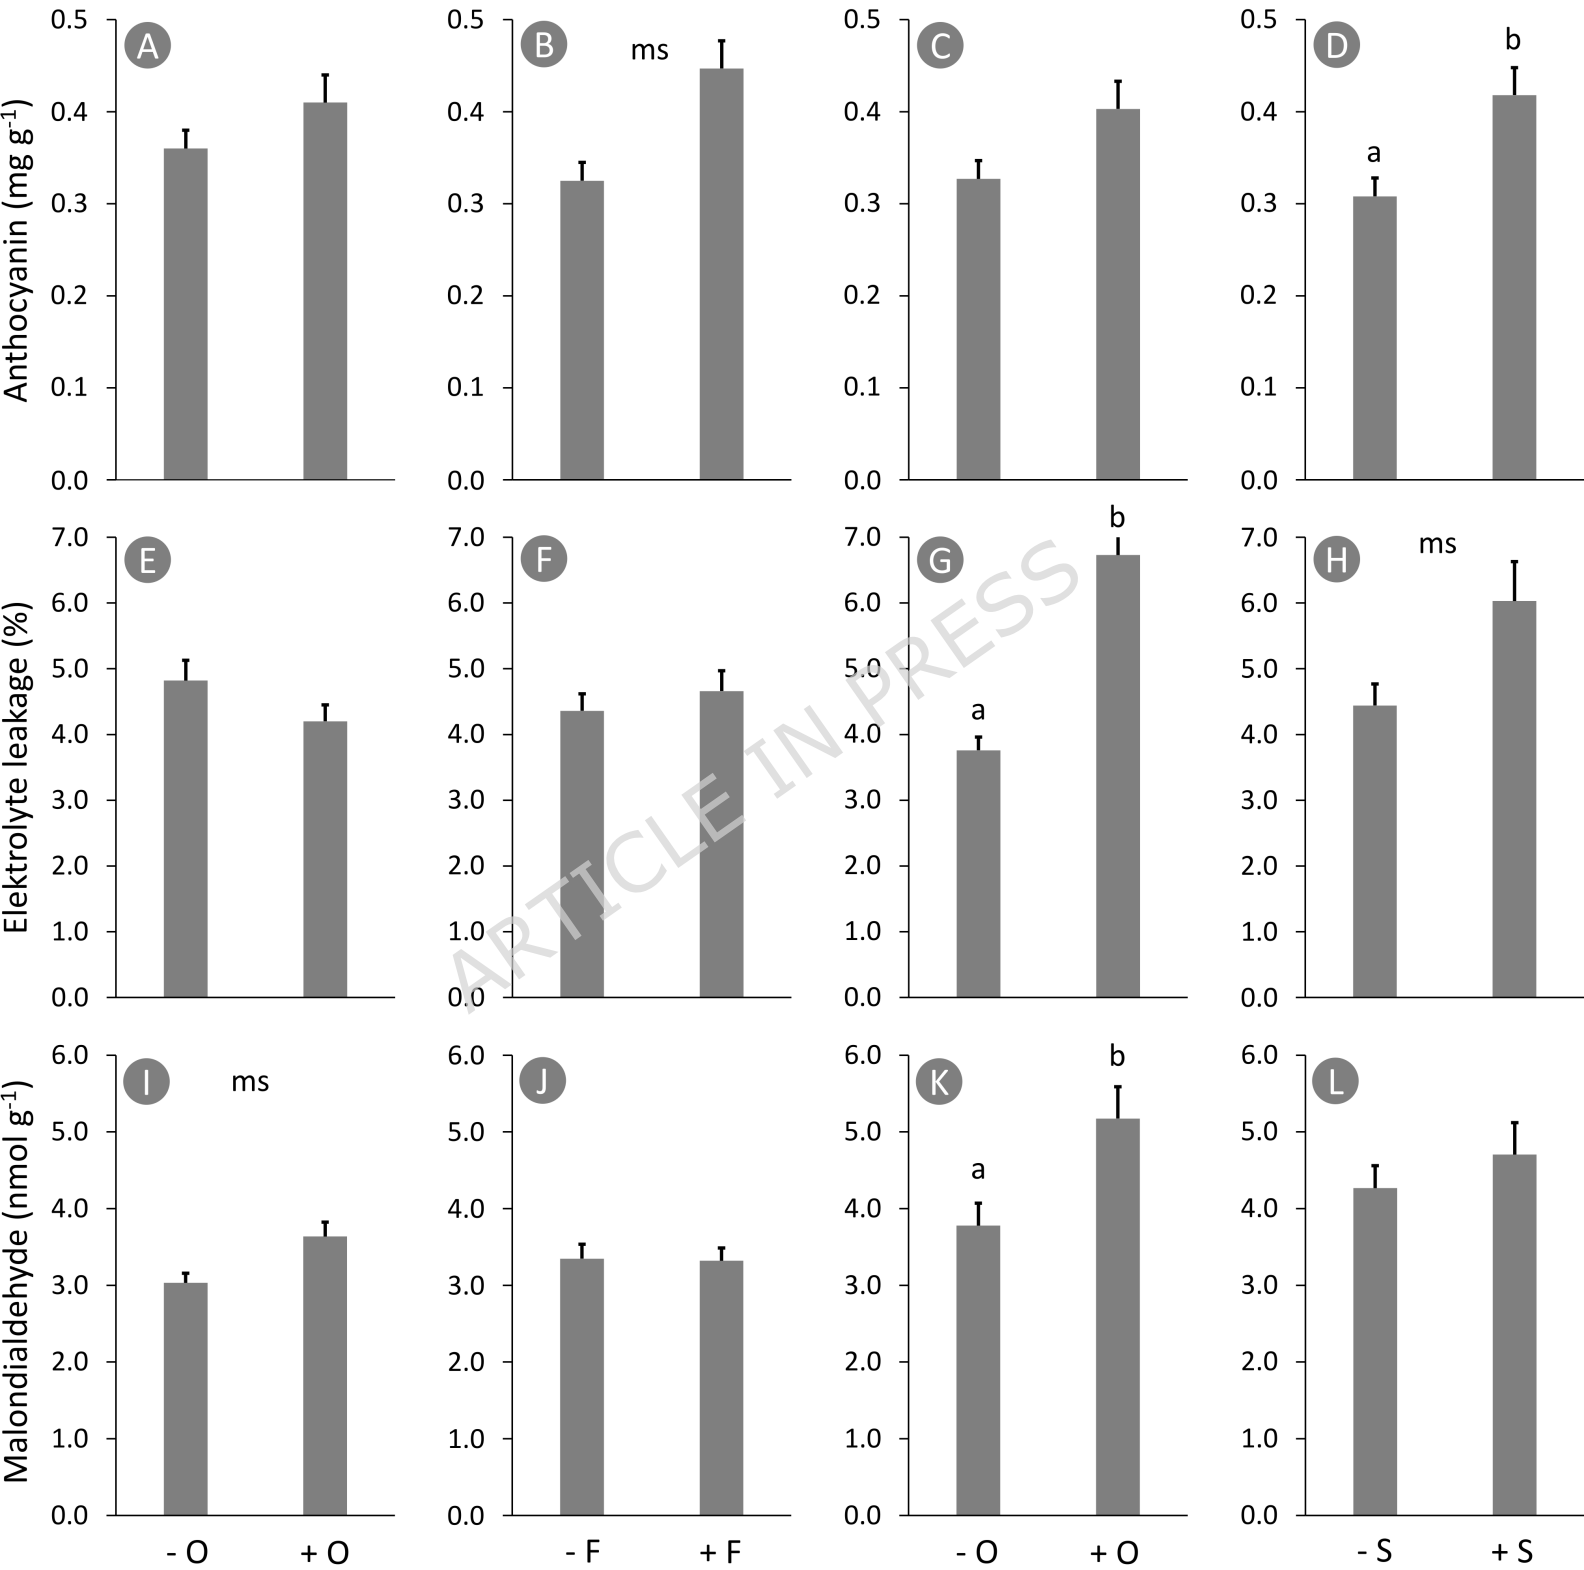 A B C D
ms
a b
Anthocyanin (mg g-1)
0.5 0.5 0.5 0.5
0.4 0.4 0.4 0.4
0.3 0.3 0.3 0.3
0.2 0.2 0.2 0.2
0.1 0.1 0.1 0.1
0.0 0.0 0.0 0.0
E F G H
a b
ms
Elektrolyte leakage (%)
7.0 7.0 7.0 7.0
6.0 6.0 6.0 6.0
5.0 5.0 5.0 5.0
4.0 4.0 4.0 4.0
3.0 3.0 3.0 3.0
2.0 2.0 2.0 2.0
1.0 1.0 1.0 1.0
0.0 0.0 0.0 0.0
ARTICLE IN PRESS
I J K L
ms
a b
Malondialdehyde (nmol g-1)
6.0 6.0 6.0 6.0
5.0 5.0 5.0 5.0
4.0 4.0 4.0 4.0
3.0 3.0 3.0 3.0
2.0 2.0 2.0 2.0
1.0 1.0 1.0 1.0
0.0 0.0 0.0 0.0
- O + O - F + F - O + O - S + S